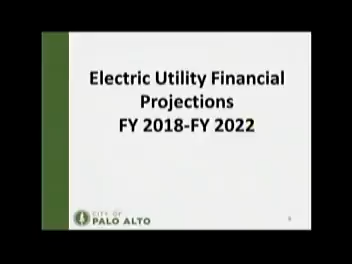 Electric Utility Financial
Projections
FY 2018-FY 2022
CITY OF
PALO ALTO